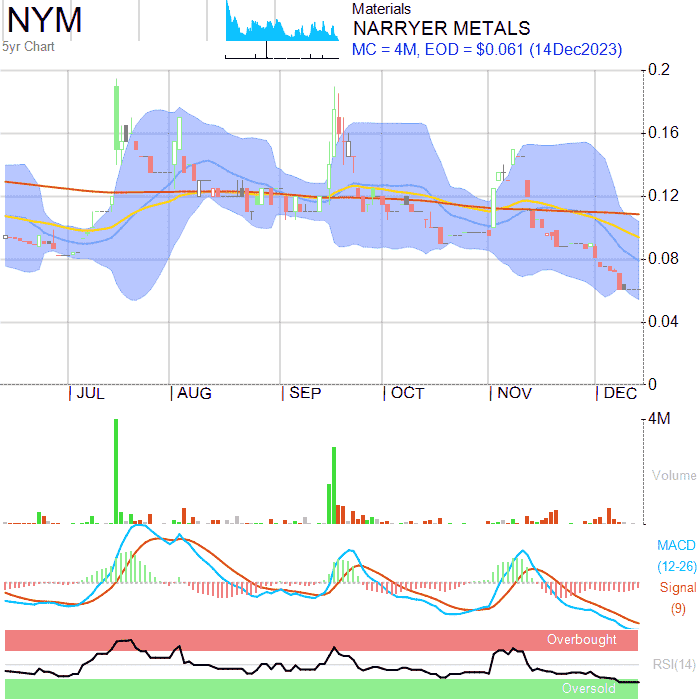 NYM
5yr Chart
Materials
NARRYER METALS
MC = 4M, EOD = $0.061 (14Dec2023)
0.2
0.16
0.12
0.08
0.04
0
JUL AUG SEP OCT NOV DEC
4M
Volume
MACD
(12-26)
Signal
(9)
Overbought
RSI(14)
Oversold